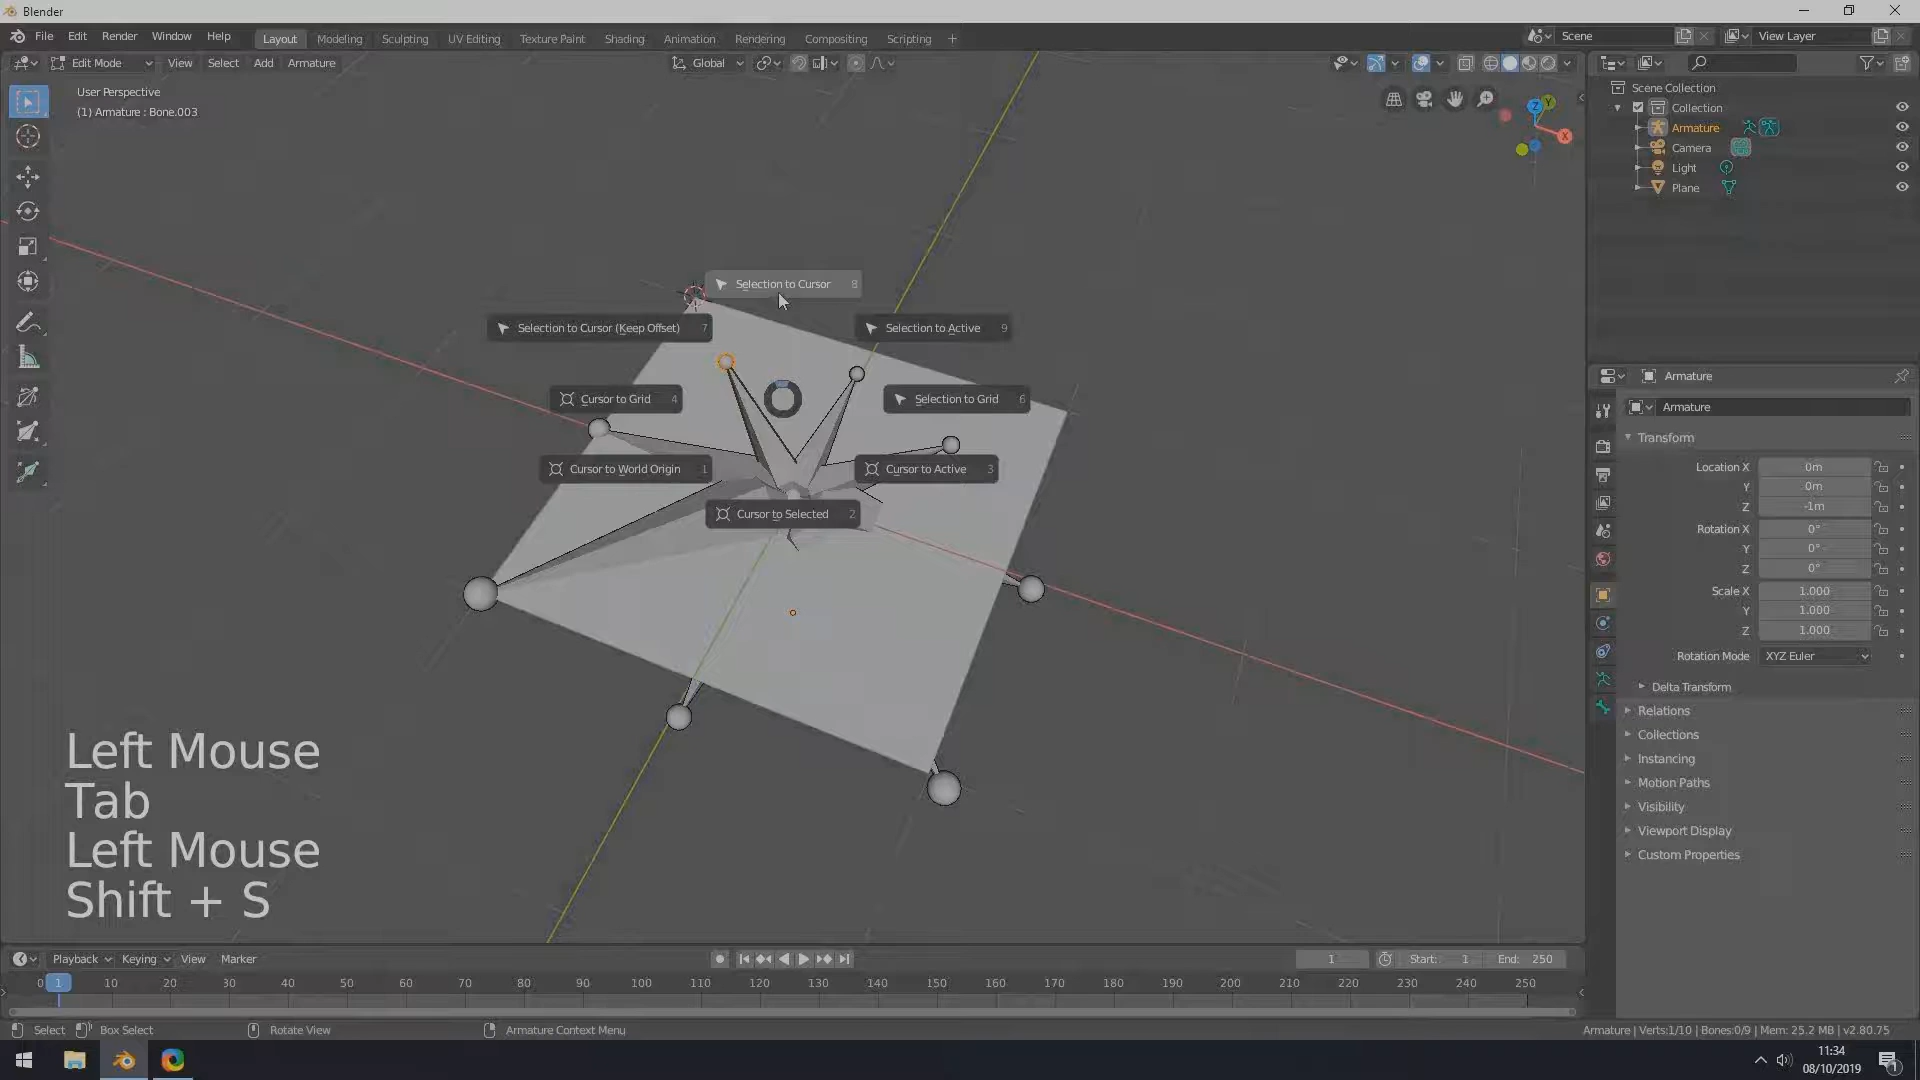 Blender
File Edit Render Window Help Layout Modeling Sculpting UV Editing Texture Paint Shading Animation Rendering Compositing Scripting + Scene View Layer
Edit Mode View Select Add Armature Global
User Perspective
(1) Armature : Bone.003
Scene Collection
Collection
Armature
Camera
Light
Plane
Selection to Cursor 8
Selection to Cursor (Keep Offset) 7
Selection to Active 9
Cursor to Grid 4
Selection to Grid 6
Cursor to World Origin 1
Cursor to Active 3
Cursor to Selected 2
X
Y
Z
Armature
Armature
Transform
Location X 0m
Y 0m
Z -1m
Rotation X 0°
Y 0°
Z 0°
Scale X 1.000
Y 1.000
Z 1.000
Rotation Mode XYZ Euler
Delta Transform
Relations
Collections
Instancing
Motion Paths
Visibility
Viewport Display
Custom Properties
Left Mouse
Tab
Left Mouse
Shift + S
Playback Keying View Marker 1 Start: 1 End: 250
0 1 10 20 30 40 50 60 70 80 90 100 110 120 130 140 150 160 170 180 190 200 210 220 230 240 250
Select Box Select Rotate View Armature Context Menu Armature | Verts:1/10 | Bones:0/9 | Mem: 25.2 MB | v2.80.75
11:34
08/10/2019
1